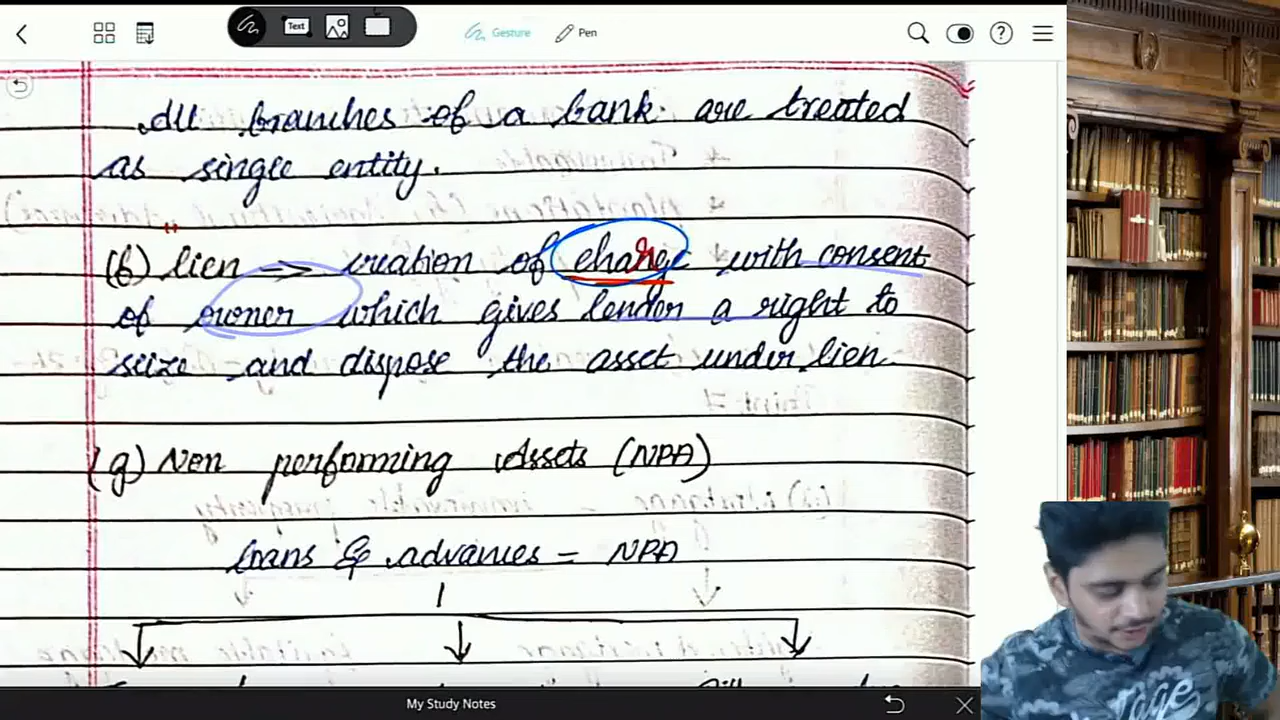 Text
Gesture
Pen
All branches of a bank are treated
as single entity.
(f) lien => creation of charge with consent
of owner which gives lender a right to
seize and dispose the asset under lien.
(g) Non performing Assets (NPA)
loans & advances = NPA
My Study Notes